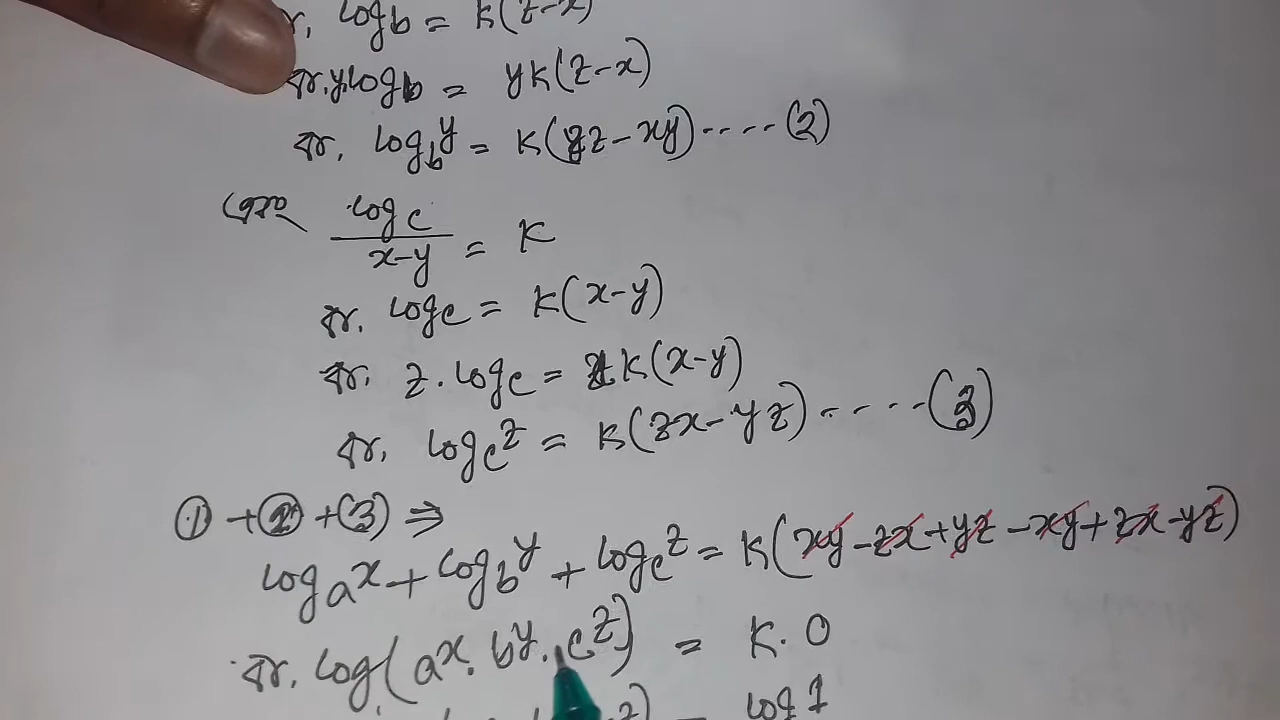 বা, log b = K(z-x)
বা, y.log b = yK(z-x)
বা, log b^y = K(yz-xy).....(2)
log c / x-y = K
বা, log c = K(x-y)
বা, z.log c = zK(x-y)
বা, log c^z = K(zx-yz).....(3)
① + ② + (3) ⇒
log a^x + log b^y + log c^z = K(xy-zx+yz-xy+zx-yz)
বা, log(a^x. b^y. c^z) = K.0
log 1